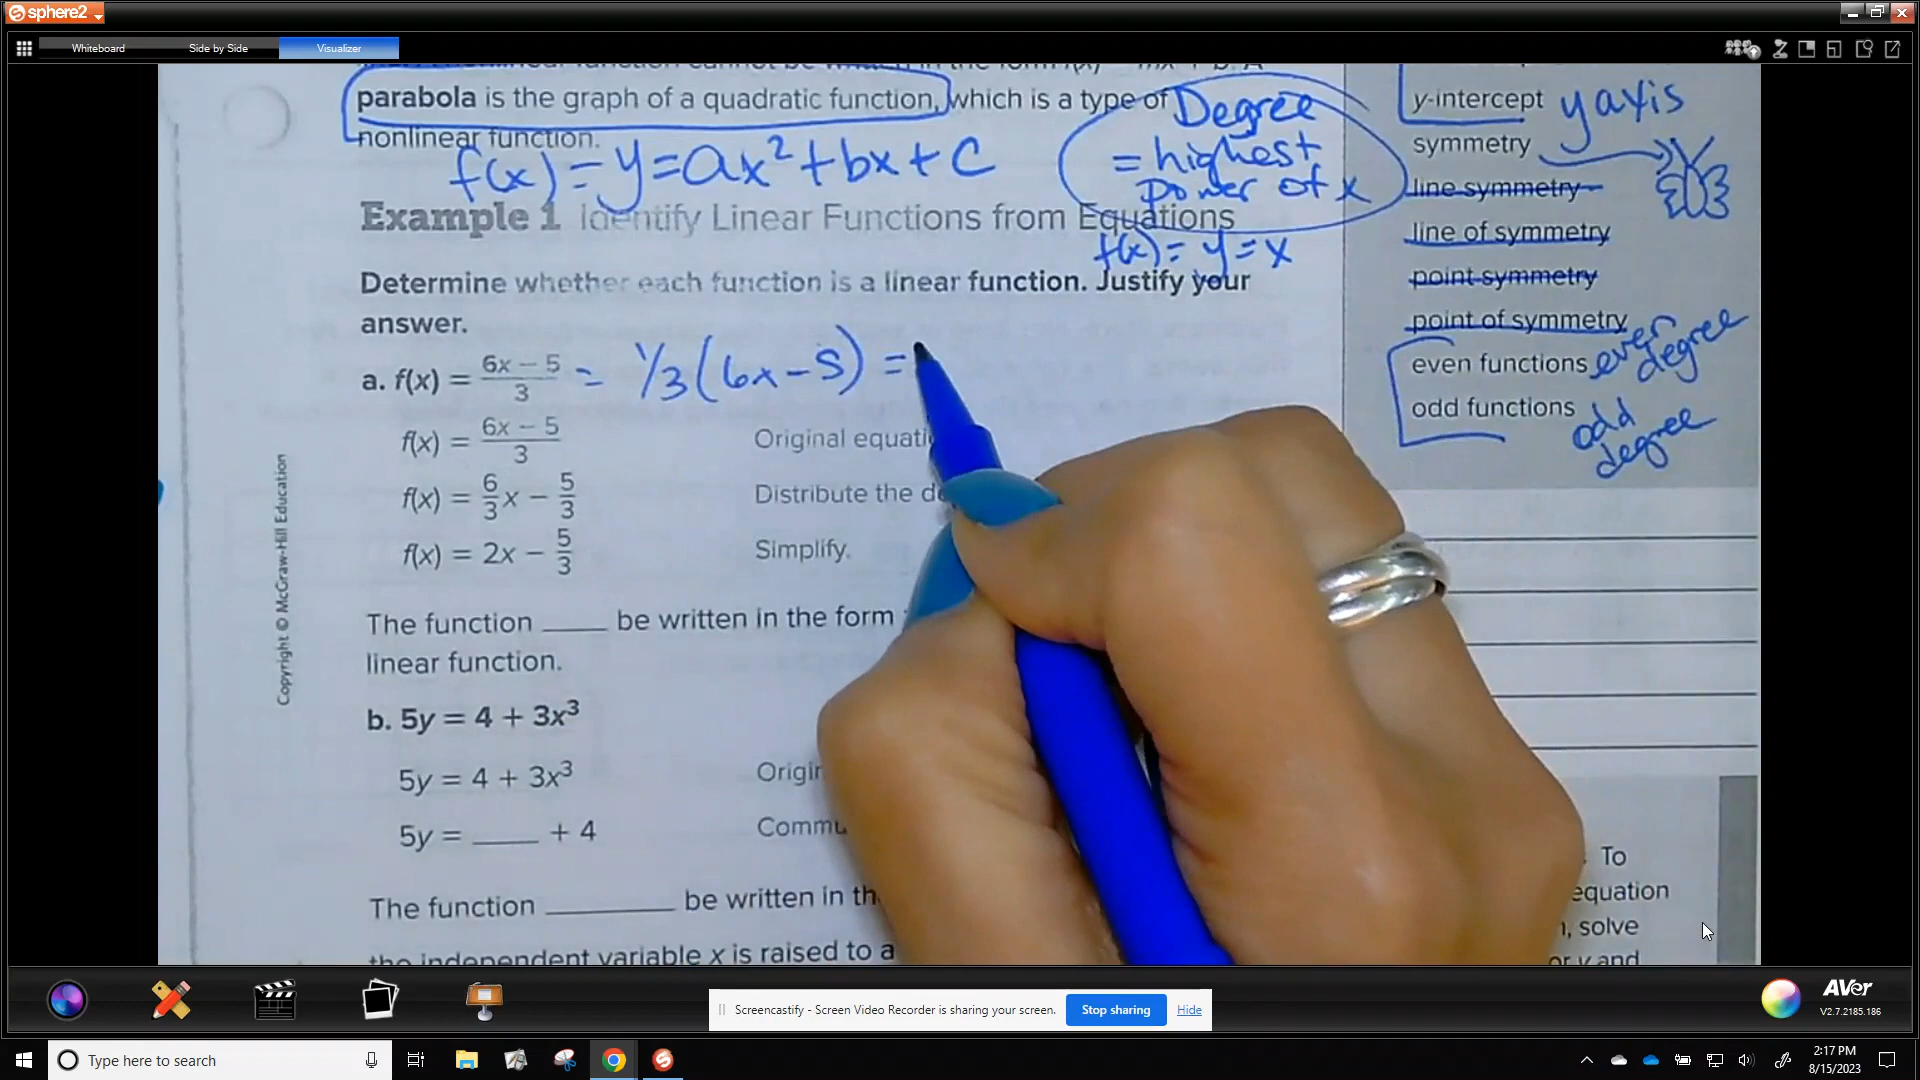 sphere2
Whiteboard
Side by Side
Visualizer
parabola is the graph of a quadratic function, which is a type of
nonlinear function.
f(x) = y = ax² + bx + c
Degree
= highest
power of x
Example 1 Identify Linear Functions from Equations
f(x) = y = x
Determine whether each function is a linear function. Justify your
answer.
a. f(x) = (6x − 5)/3 = 1/3 (6x − 5) =
f(x) = (6x − 5)/3 Original equati
f(x) = 6/3 x − 5/3 Distribute the de
f(x) = 2x − 5/3 Simplify.
The function ____ be written in the form
linear function.
b. 5y = 4 + 3x³
5y = 4 + 3x³ Origin
5y = ____ + 4 Commu
The function ________ be written in th
the independent variable x is raised to a
Copyright © McGraw-Hill Education
y-intercept y axis
symmetry
line symmetry
line of symmetry
point symmetry
point of symmetry
even functions even degree
odd functions odd degree
To
equation
, solve
or y and
AVer
V2.7.2185.186
Screencastify - Screen Video Recorder is sharing your screen.
Stop sharing
Hide
Type here to search
2:17 PM
8/15/2023